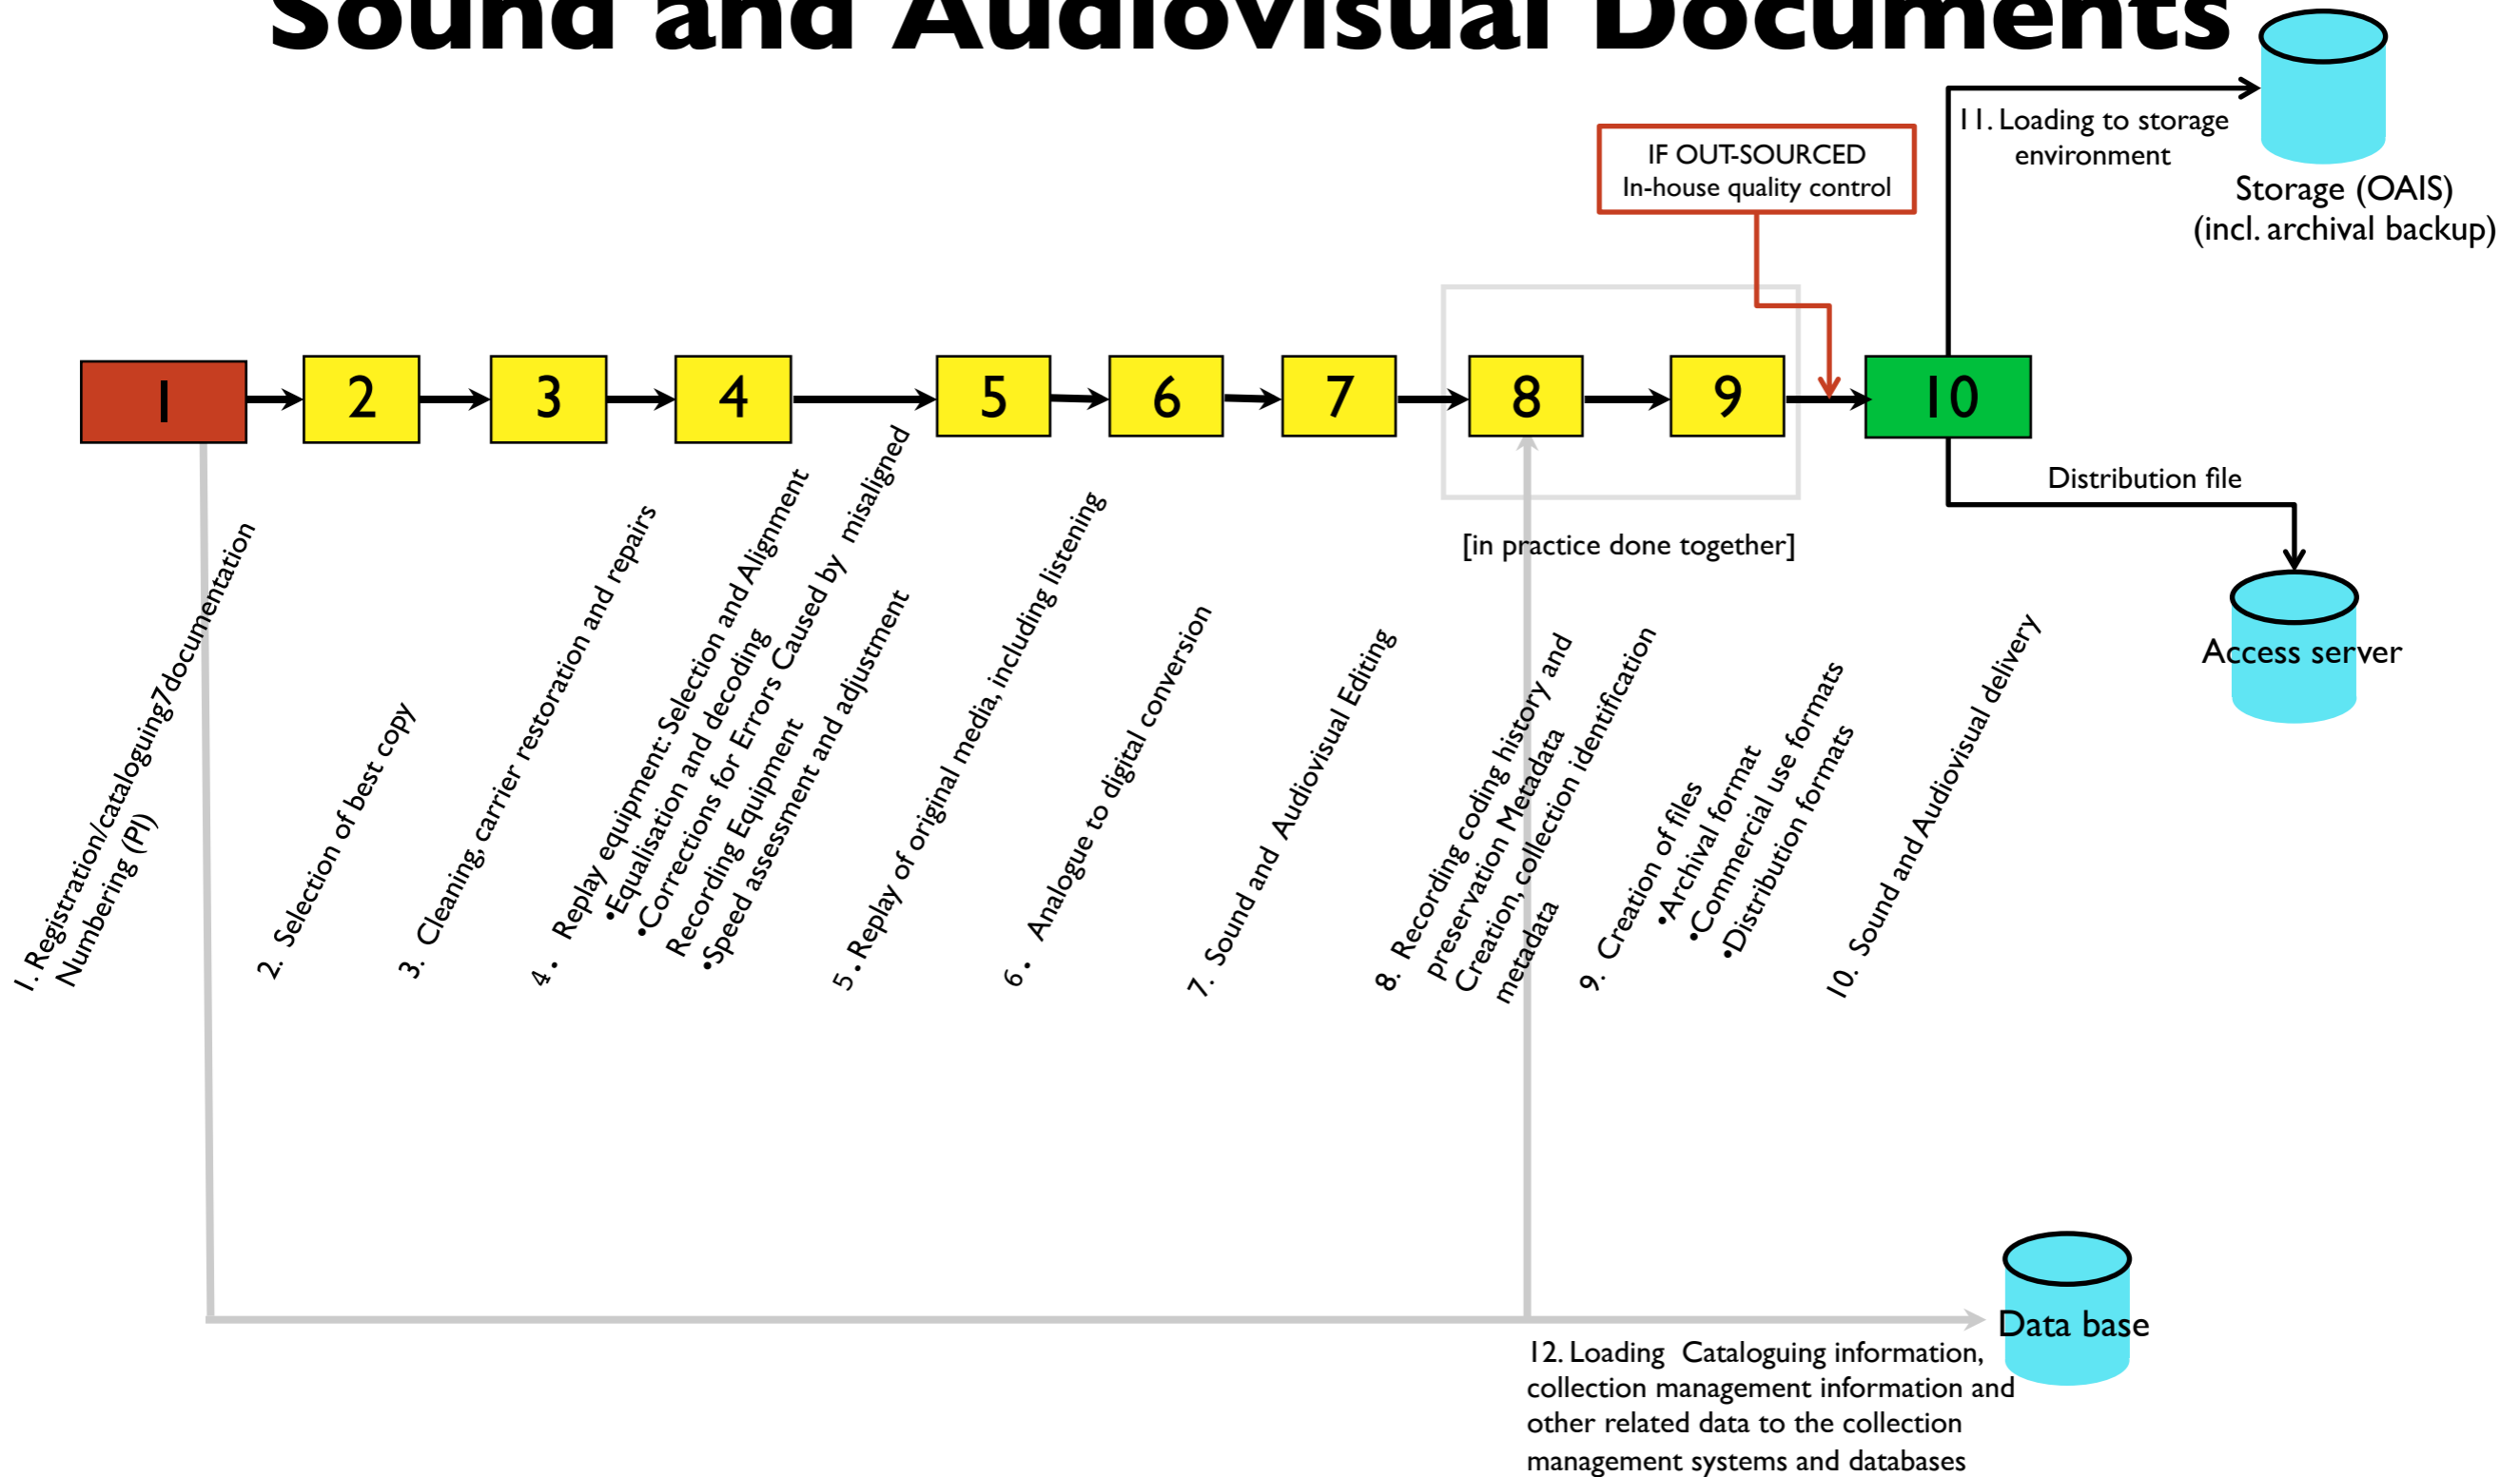 Sound and Audiovisual Documents
11. Loading to storage
environment
IF OUT-SOURCED
In-house quality control
Storage (OAIS)
(incl. archival backup)
1
2
3
4
5
6
7
8
9
10
Distribution file
[in practice done together]
Access server
1. Registration/cataloguing7documentation
Numbering (PI)
2. Selection of best copy
3. Cleaning, carrier restoration and repairs
4. Replay equipment: Selection and Alignment
•Equalisation and decoding
•Corrections for Errors Caused by misaligned
Recording Equipment
•Speed assessment and adjustment
5. Replay of original media, including listening
6. Analogue to digital conversion
7. Sound and Audiovisual Editing
8. Recording coding history and
preservation Metadata
Creation, collection identification
metadata
9. Creation of files
•Archival format
•Commercial use formats
•Distribution formats
10. Sound and Audiovisual delivery
Data base
12. Loading Cataloguing information,
collection management information and
other related data to the collection
management systems and databases